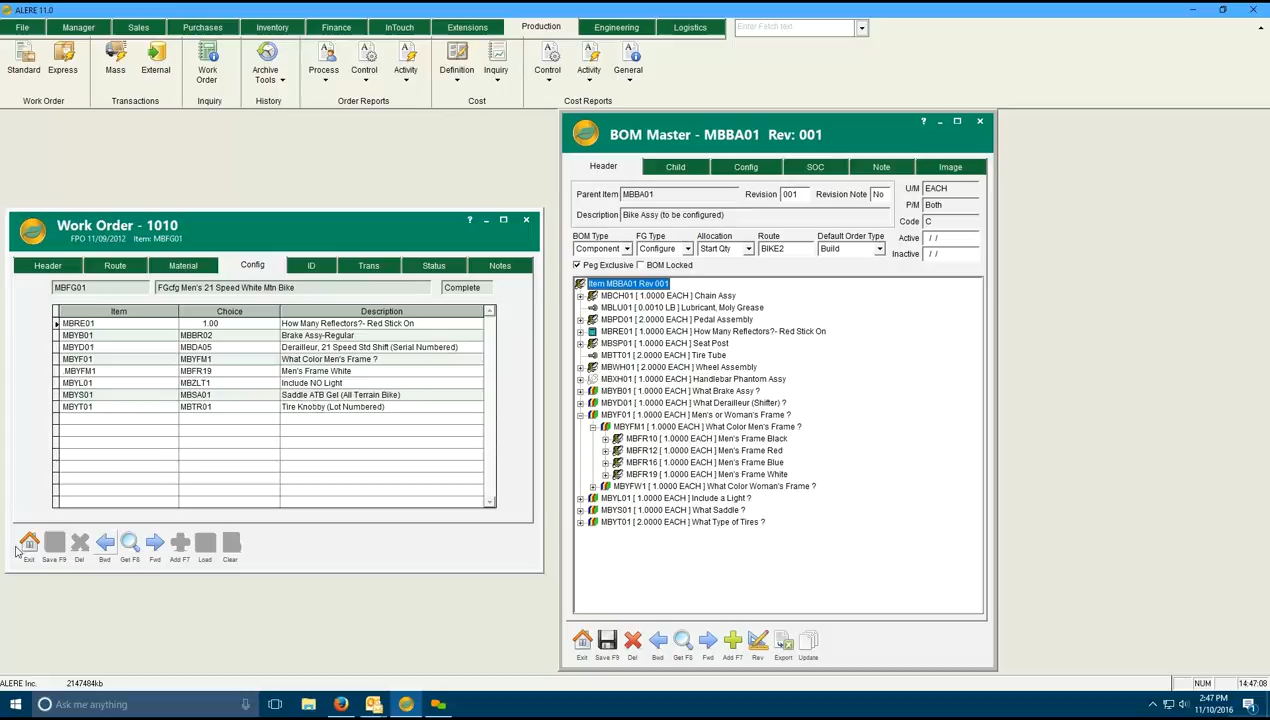 ALERE 11.0
File Manager Sales Purchases Inventory Finance InTouch Extensions Production Engineering Logistics Enter Fetch text
Standard Express Mass External Work Order Archive Tools Process Control Activity Definition Inquiry Control Activity General
Work Order Transactions Inquiry History Order Reports Cost Cost Reports
Work Order - 1010
FPO 11/09/2012 Item: MBFG01
Header Route Material Config ID Trans Status Notes
MBFG01 FGcfg Men's 21 Speed White Mtn Bike Complete
Item Choice Description
MBRE01 1.00 How Many Reflectors?- Red Stick On
MBYB01 MBBR02 Brake Assy-Regular
MBYD01 MBDA05 Derailleur, 21 Speed Std Shift (Serial Numbered)
MBYF01 MBYFM1 What Color Men's Frame ?
.MBYFM1 MBFR19 Men's Frame White
MBYL01 MBZLT1 Include NO Light
MBYS01 MBSA01 Saddle ATB Gel (All Terrain Bike)
MBYT01 MBTR01 Tire Knobby (Lot Numbered)
Exit Save F9 Del Bwd Get F8 Fwd Add F7 Load Clear
BOM Master - MBBA01 Rev: 001
Header Child Config SOC Note Image
Parent Item MBBA01 Revision 001 Revision Note No U/M EACH
P/M Both
Description Bike Assy (to be configured) Code C
BOM Type FG Type Allocation Route Default Order Type Active / /
Component Configure Start Qty BIKE2 Build Inactive / /
Peg Exclusive BOM Locked
Item MBBA01 Rev 001
MBCH01 [ 1.0000 EACH ] Chain Assy
MBLU01 [ 0.0010 LB ] Lubricant, Moly Grease
MBPD01 [ 2.0000 EACH ] Pedal Assembly
MBRE01 [ 1.0000 EACH ] How Many Reflectors?- Red Stick On
MBSP01 [ 1.0000 EACH ] Seat Post
MBTT01 [ 2.0000 EACH ] Tire Tube
MBWH01 [ 2.0000 EACH ] Wheel Assembly
MBXH01 [ 1.0000 EACH ] Handlebar Phantom Assy
MBYB01 [ 1.0000 EACH ] What Brake Assy ?
MBYD01 [ 1.0000 EACH ] What Derailleur (Shifter) ?
MBYF01 [ 1.0000 EACH ] Men's or Woman's Frame ?
MBYFM1 [ 1.0000 EACH ] What Color Men's Frame ?
MBFR10 [ 1.0000 EACH ] Men's Frame Black
MBFR12 [ 1.0000 EACH ] Men's Frame Red
MBFR16 [ 1.0000 EACH ] Men's Frame Blue
MBFR19 [ 1.0000 EACH ] Men's Frame White
MBYFW1 [ 1.0000 EACH ] What Color Woman's Frame ?
MBYL01 [ 1.0000 EACH ] Include a Light ?
MBYS01 [ 1.0000 EACH ] What Saddle ?
MBYT01 [ 2.0000 EACH ] What Type of Tires ?
Exit Save F9 Del Bwd Get F8 Fwd Add F7 Rev Export Update
ALERE Inc. 2147484kb NUM 14:47:08
Ask me anything
2:47 PM
11/10/2016